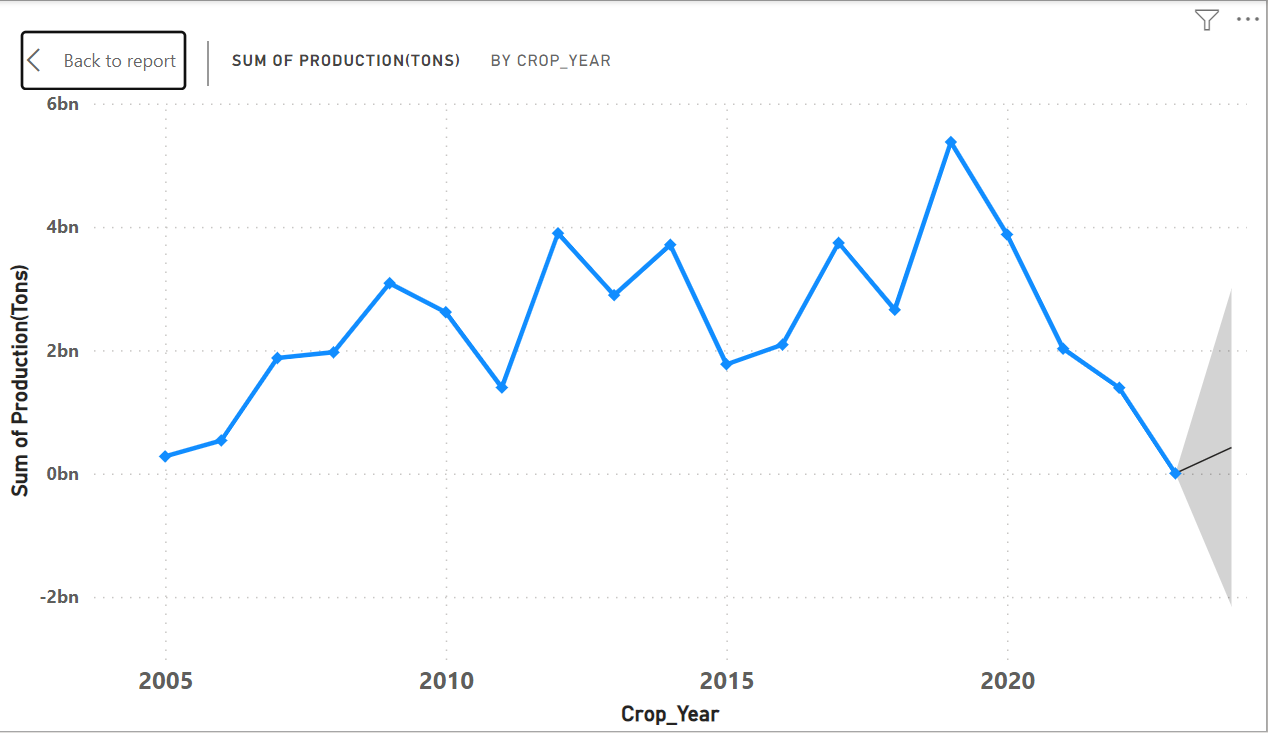 Back to report
SUM OF PRODUCTION(TONS) BY CROP_YEAR
6bn
4bn
2bn
0bn
-2bn
Sum of Production(Tons)
2005 2010 2015 2020
Crop_Year